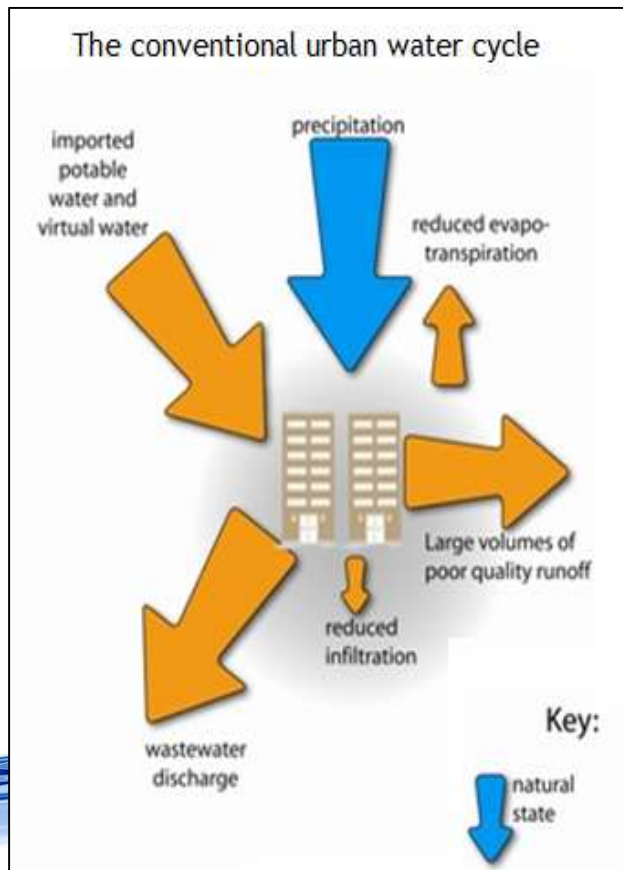 The conventional urban water cycle
precipitation
imported
potable
water and
virtual water
reduced evapo-
transpiration
Large volumes of
poor quality runoff
reduced
infiltration
wastewater
discharge
Key:
natural
state